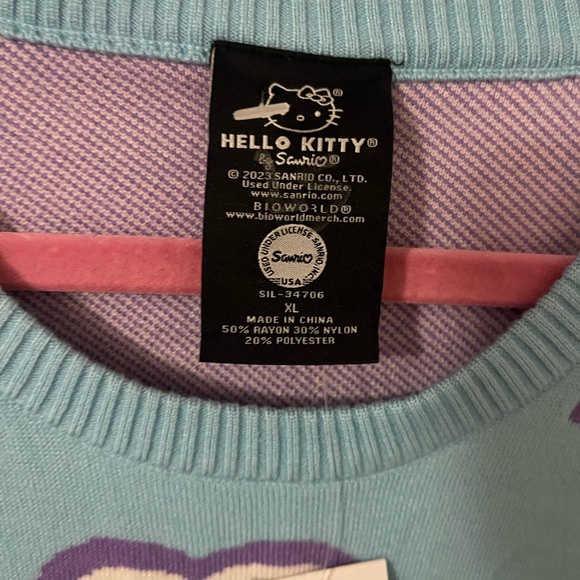 HELLO KITTY®
by Sanrio®
© 2023 SANRIO CO., LTD.
Used Under License.
www.sanrio.com
BIOWORLD®
www.bioworldmerch.com
USED UNDER LICENSE SANRIO, INC.
Sanrio
USA
SIL-34706
XL
MADE IN CHINA
50% RAYON 30% NYLON
20% POLYESTER